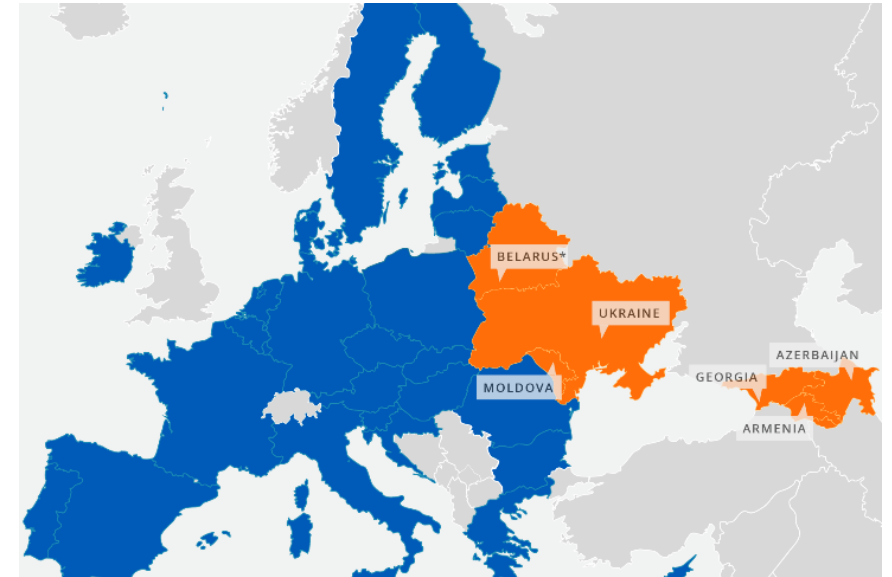 BELARUS*
UKRAINE
MOLDOVA
AZERBAIJAN
GEORGIA
ARMENIA